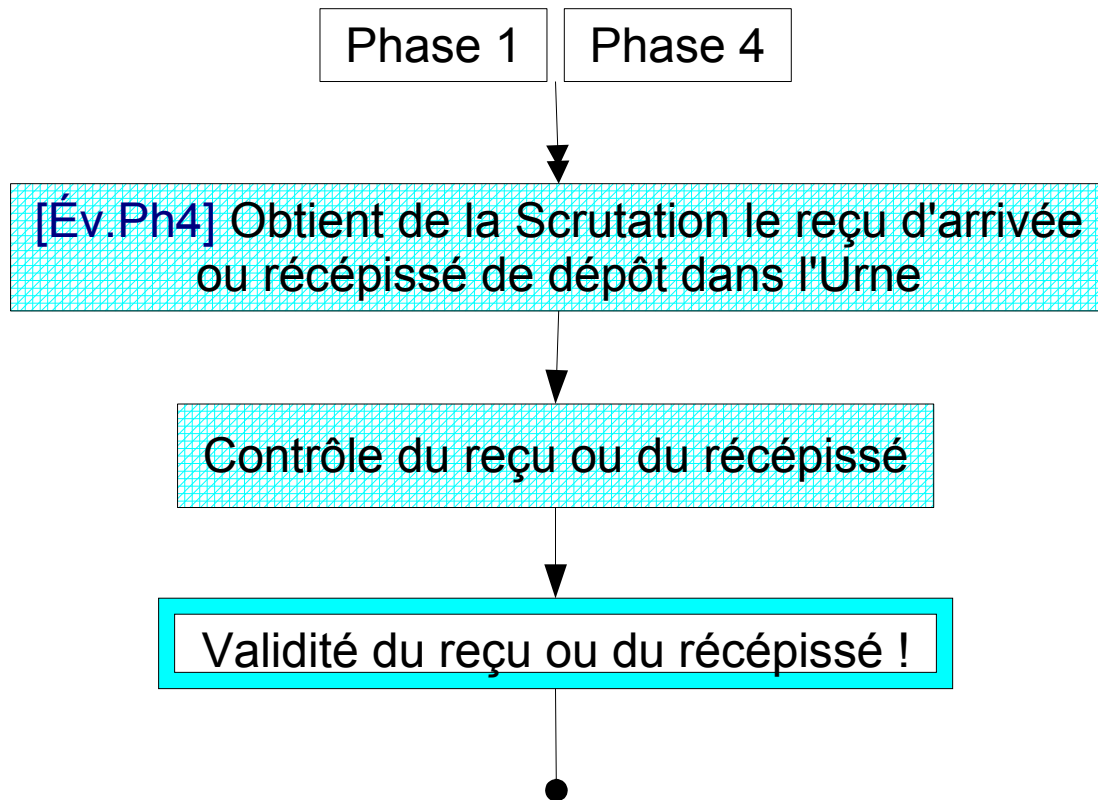 Phase 1
Phase 4
[Év.Ph4] Obtient de la Scrutation le reçu d'arrivée
ou récépissé de dépôt dans l'Urne
Contrôle du reçu ou du récépissé
Validité du reçu ou du récépissé !